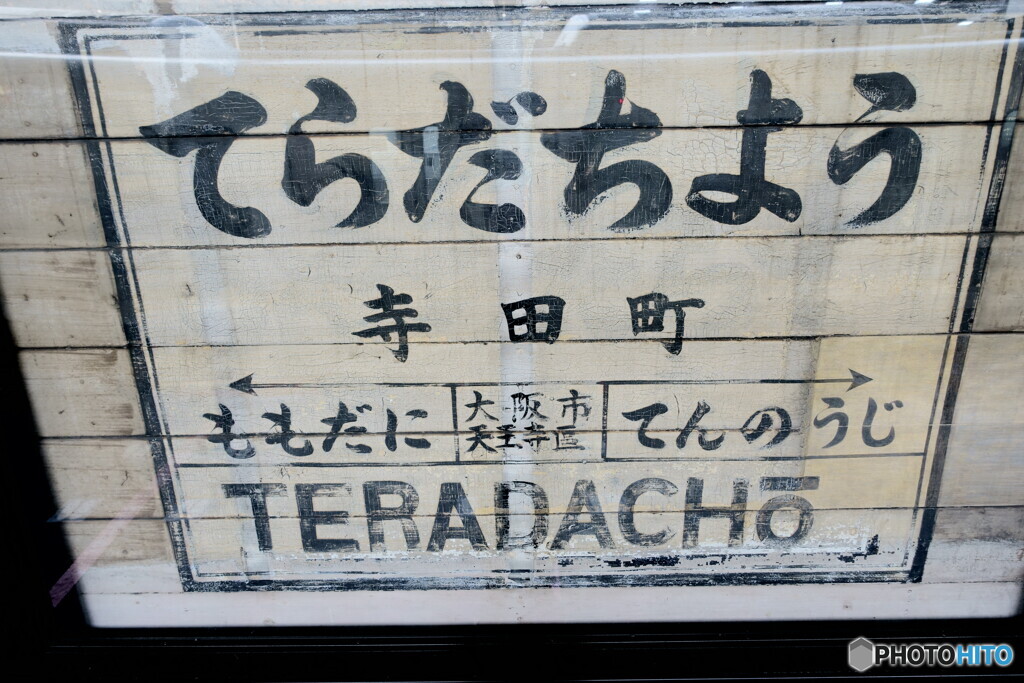 てらだちよう
寺田町
ももだに 大阪市 てんのうじ
天王寺区
TERADACHŌ
PHOTOHITO